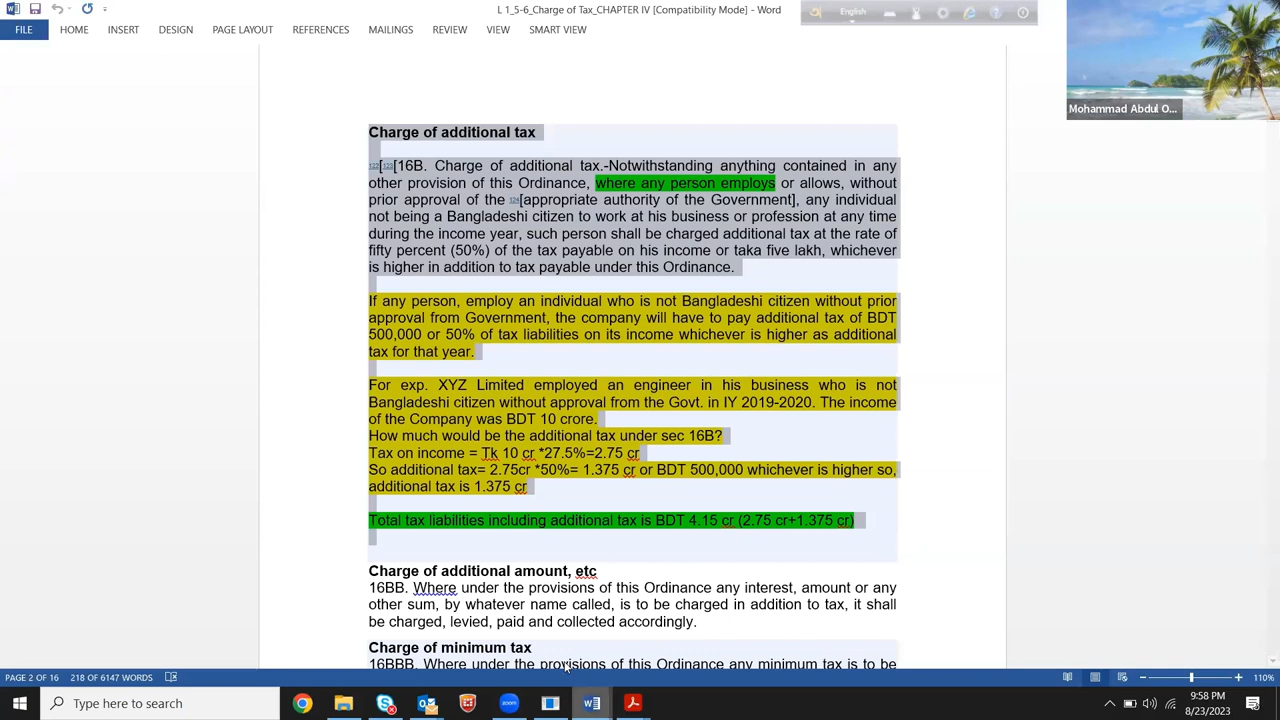 L 1_5-6_Charge of Tax_CHAPTER IV [Compatibility Mode] - Word
English
FILE HOME INSERT DESIGN PAGE LAYOUT REFERENCES MAILINGS REVIEW VIEW SMART VIEW
Mohammad Abdul O...
Charge of additional tax
122[123[16B. Charge of additional tax.-Notwithstanding anything contained in any
other provision of this Ordinance, where any person employs or allows, without
prior approval of the 124[appropriate authority of the Government], any individual
not being a Bangladeshi citizen to work at his business or profession at any time
during the income year, such person shall be charged additional tax at the rate of
fifty percent (50%) of the tax payable on his income or taka five lakh, whichever
is higher in addition to tax payable under this Ordinance.
If any person, employ an individual who is not Bangladeshi citizen without prior
approval from Government, the company will have to pay additional tax of BDT
500,000 or 50% of tax liabilities on its income whichever is higher as additional
tax for that year.
For exp. XYZ Limited employed an engineer in his business who is not
Bangladeshi citizen without approval from the Govt. in IY 2019-2020. The income
of the Company was BDT 10 crore.
How much would be the additional tax under sec 16B?
Tax on income = Tk 10 cr *27.5%=2.75 cr
So additional tax= 2.75cr *50%= 1.375 cr or BDT 500,000 whichever is higher so,
additional tax is 1.375 cr
Total tax liabilities including additional tax is BDT 4.15 cr (2.75 cr+1.375 cr)
Charge of additional amount, etc
16BB. Where under the provisions of this Ordinance any interest, amount or any
other sum, by whatever name called, is to be charged in addition to tax, it shall
be charged, levied, paid and collected accordingly.
Charge of minimum tax
16BBB. Where under the provisions of this Ordinance any minimum tax is to be
PAGE 2 OF 16 218 OF 6147 WORDS
110%
Type here to search
9:58 PM
8/23/2023